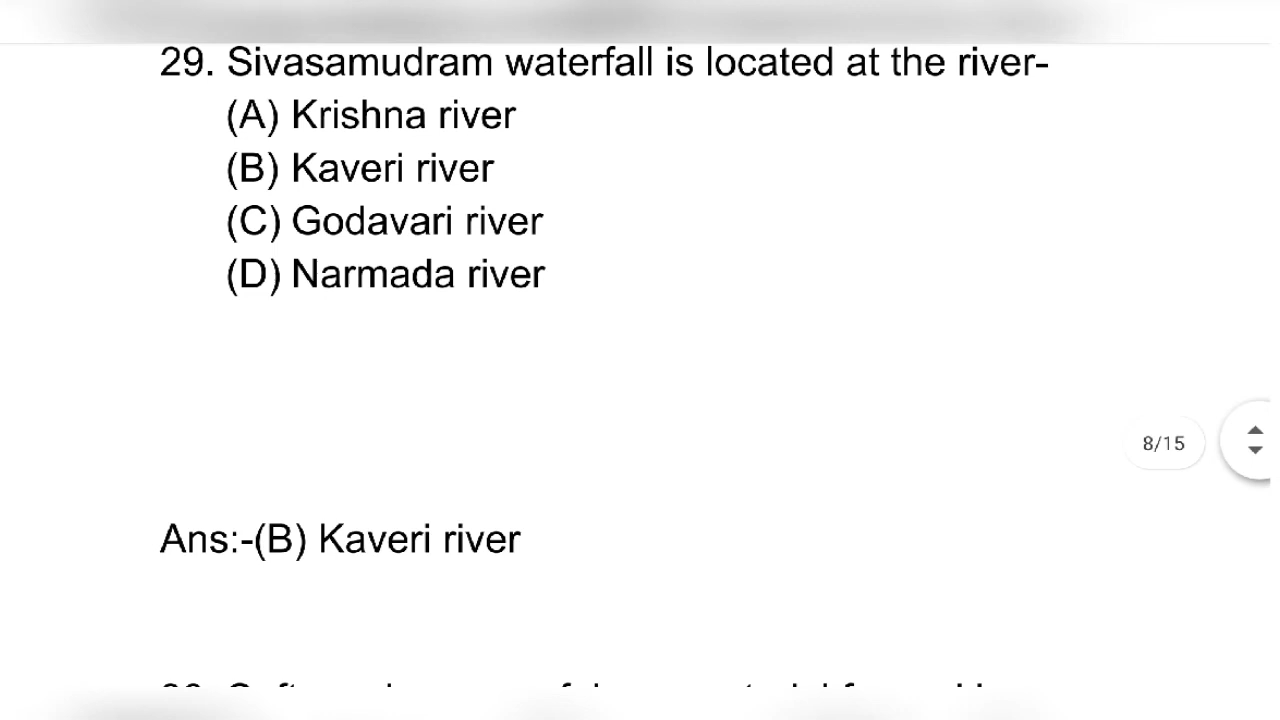 29. Sivasamudram waterfall is located at the river-
(A) Krishna river
(B) Kaveri river
(C) Godavari river
(D) Narmada river
8/15
Ans:-(B) Kaveri river